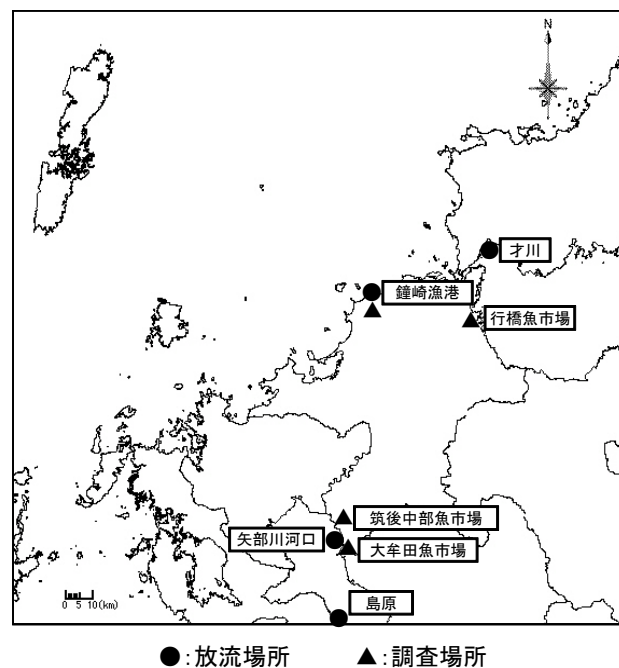 N
才川
鐘崎漁港
行橋魚市場
筑後中部魚市場
矢部川河口
大牟田魚市場
島原
0 5 10(km)
●:放流場所 ▲:調査場所